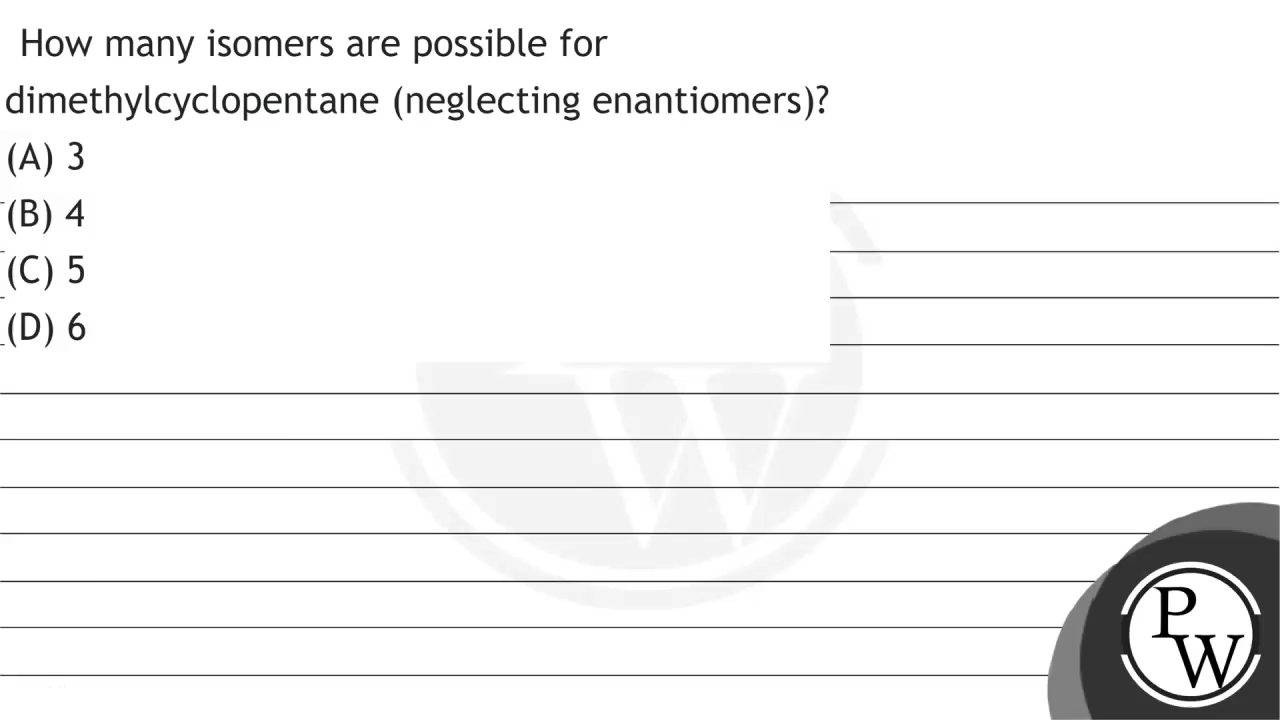 How many isomers are possible for
dimethylcyclopentane (neglecting enantiomers)?
(A) 3
(B) 4
(C) 5
(D) 6
PW